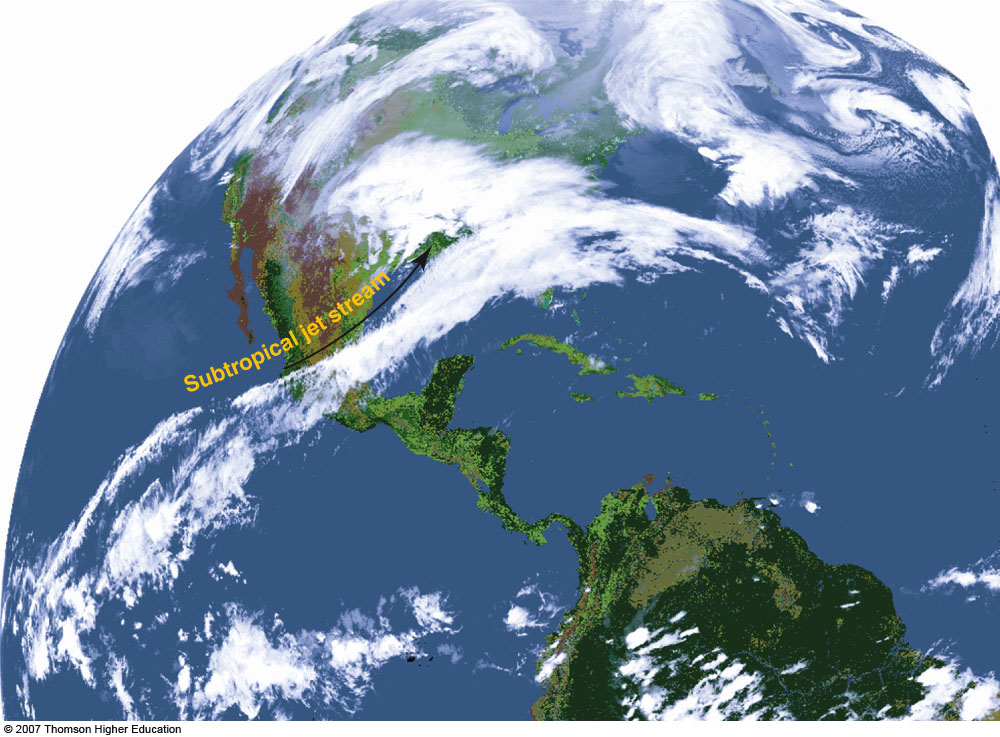 Subtropical jet stream
© 2007 Thomson Higher Education